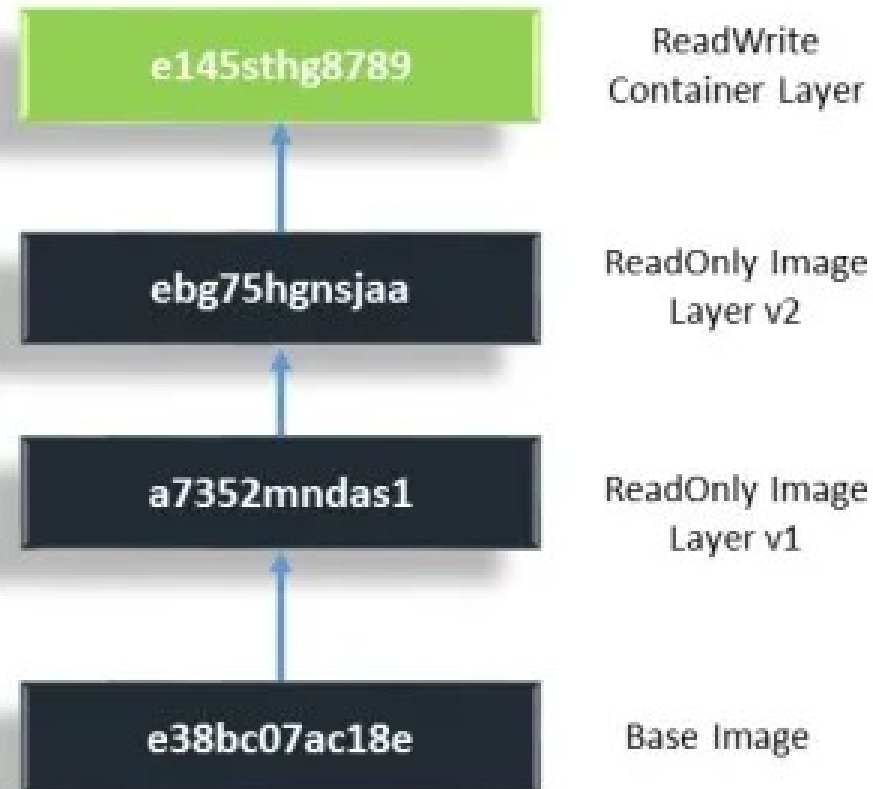 e145sthg8789
ReadWrite
Container Layer
ebg75hgnsjaa
ReadOnly Image
Layer v2
a7352mndas1
ReadOnly Image
Layer v1
e38bc07ac18e
Base Image